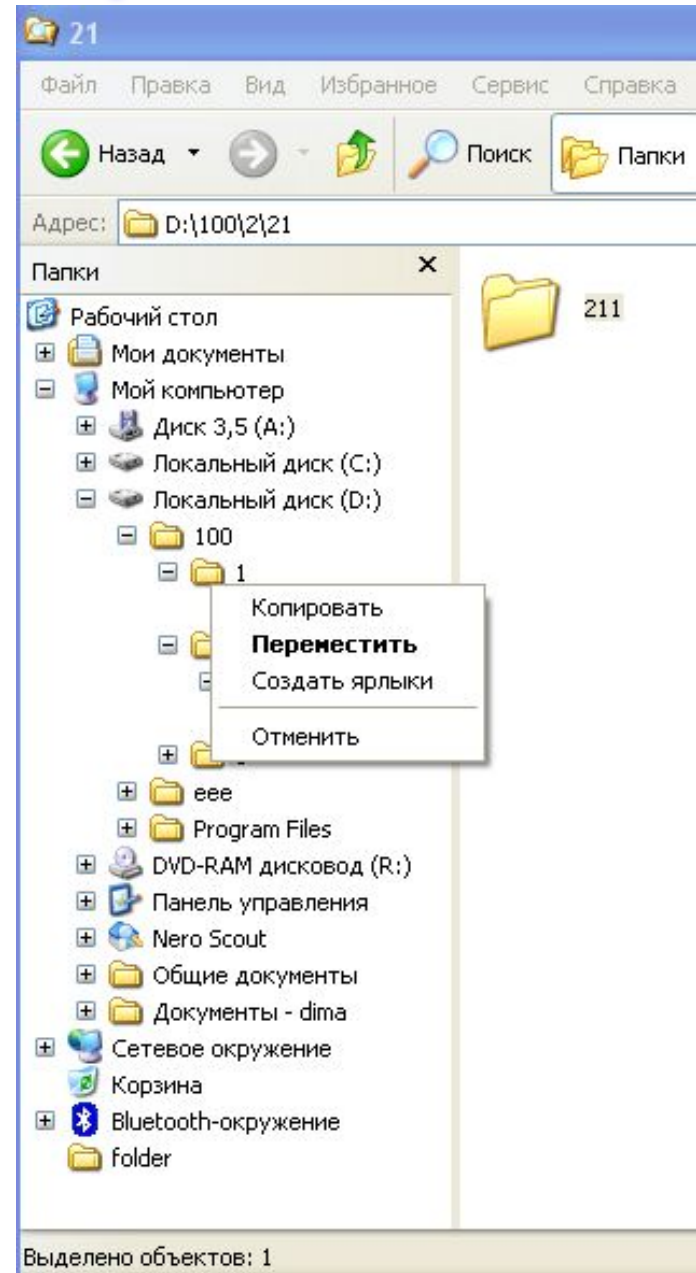 21
Файл Правка Вид Избранное Сервис Справка
Назад Поиск Папки
Адрес: D:\100\2\21
Папки
211
Рабочий стол
Мои документы
Мой компьютер
Диск 3,5 (A:)
Локальный диск (C:)
Локальный диск (D:)
100
1
Копировать
Переместить
Создать ярлыки
Отменить
eee
Program Files
DVD-RAM дисковод (R:)
Панель управления
Nero Scout
Общие документы
Документы - dima
Сетевое окружение
Корзина
Bluetooth-окружение
folder
Выделено объектов: 1